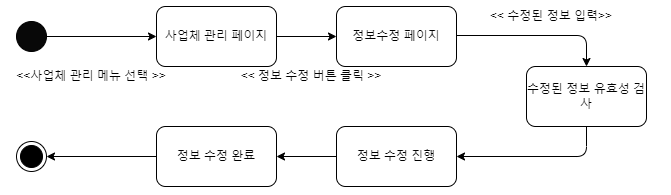 << 수정된 정보 입력>>
사업체 관리 페이지
정보수정 페이지
<<사업체 관리 메뉴 선택 >>
<< 정보 수정 버튼 클릭 >>
수정된 정보 유효성 검
사
정보 수정 완료
정보 수정 진행